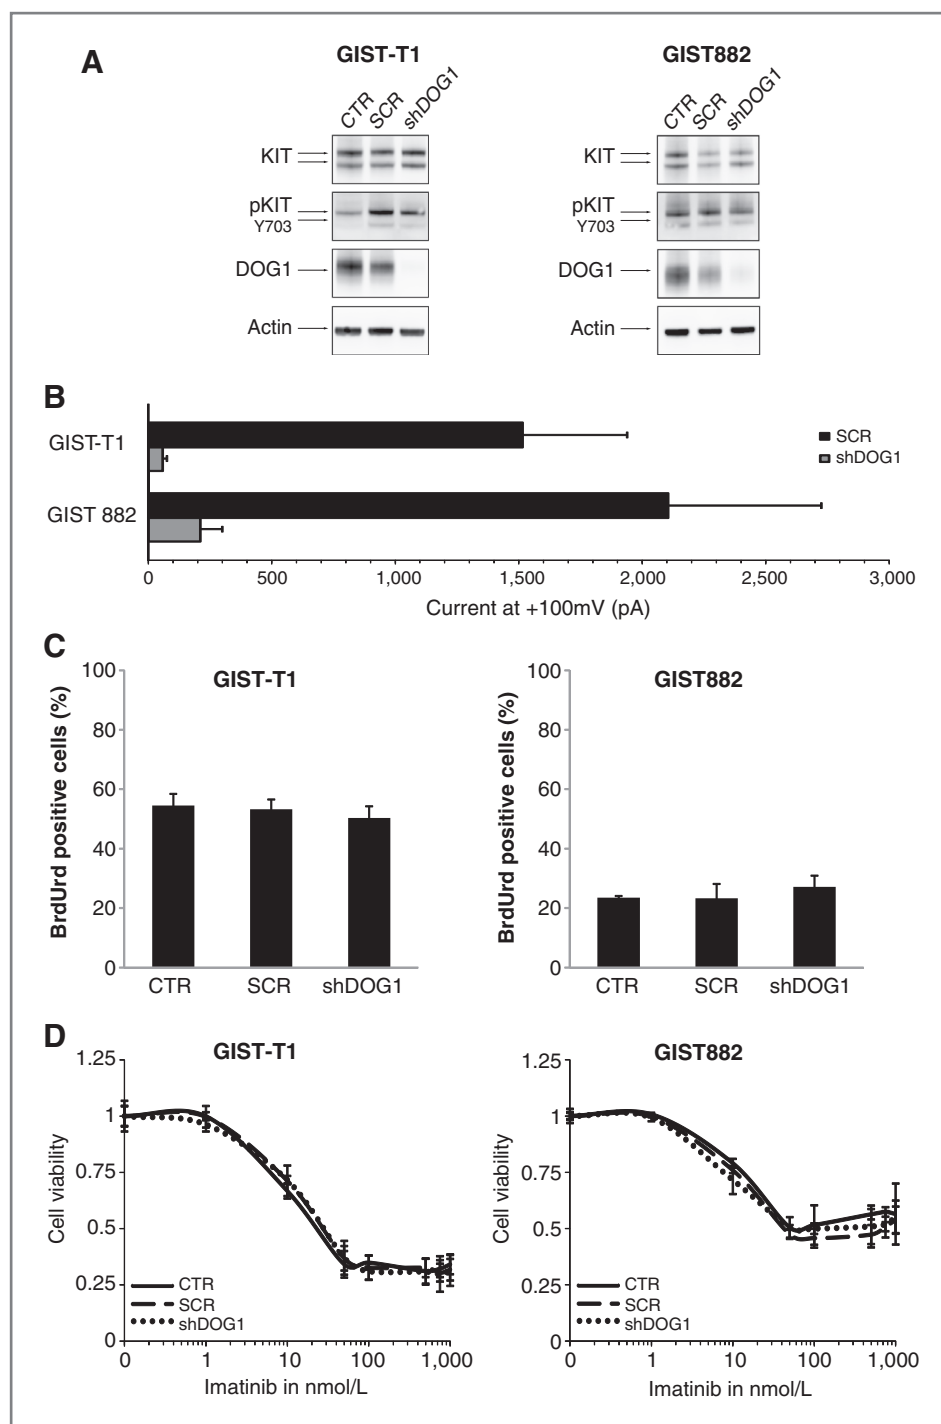 A
GIST-T1
GIST882
CTR
SCR
shDOG1
CTR
SCR
shDOG1
KIT
KIT
pKIT
Y703
pKIT
Y703
DOG1
DOG1
Actin
Actin
B
GIST-T1
GIST 882
SCR
shDOG1
0 500 1,000 1,500 2,000 2,500 3,000
Current at +100mV (pA)
C
GIST-T1
BrdUrd positive cells (%)
100
80
60
40
20
0
CTR SCR shDOG1
GIST882
BrdUrd positive cells (%)
100
80
60
40
20
0
CTR SCR shDOG1
D
GIST-T1
Cell viability
1.25
1
0.75
0.5
0.25
0
CTR
SCR
shDOG1
0 1 10 100 1,000
Imatinib in nmol/L
GIST882
Cell viability
1.25
1
0.75
0.5
0.25
0
CTR
SCR
shDOG1
0 1 10 100 1,000
Imatinib in nmol/L